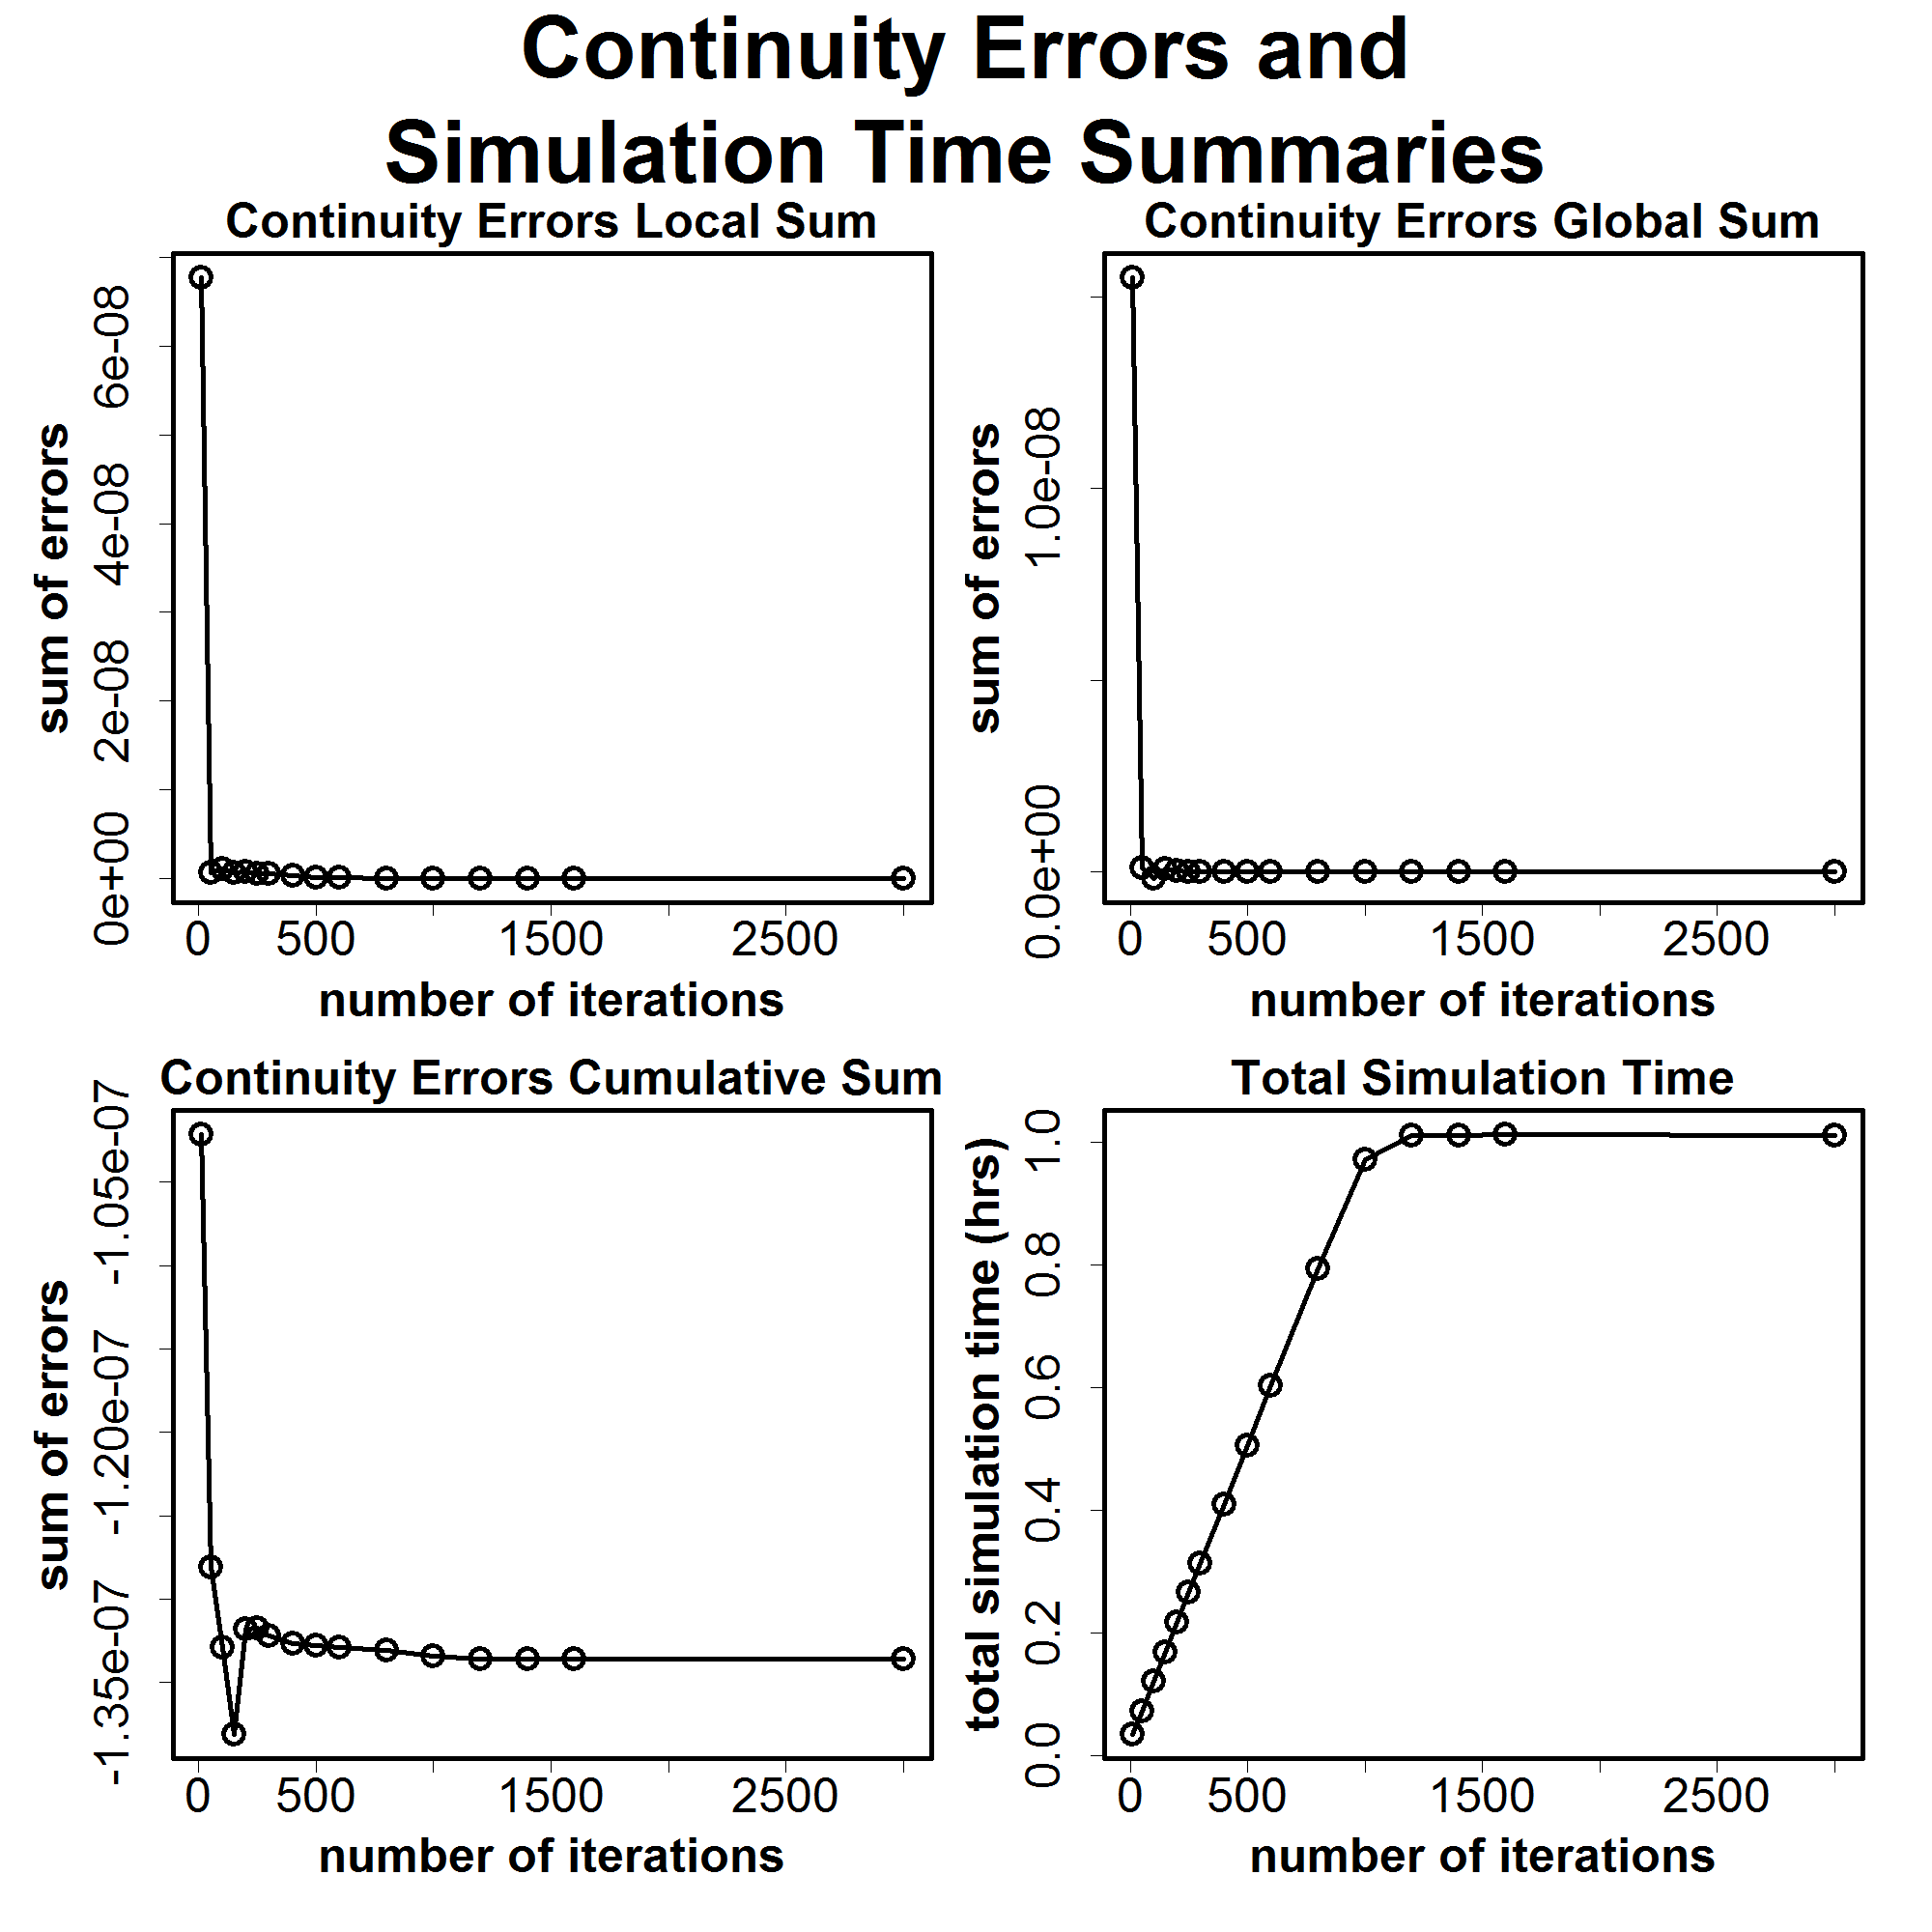 Continuity Errors and
Simulation Time Summaries
Continuity Errors Local Sum
sum of errors
0e+00 2e-08 4e-08 6e-08
0 500 1500 2500
number of iterations
Continuity Errors Global Sum
sum of errors
0.0e+00 1.0e-08
0 500 1500 2500
number of iterations
Continuity Errors Cumulative Sum
sum of errors
-1.35e-07 -1.20e-07 -1.05e-07
0 500 1500 2500
number of iterations
Total Simulation Time
total simulation time (hrs)
0.0 0.2 0.4 0.6 0.8 1.0
0 500 1500 2500
number of iterations